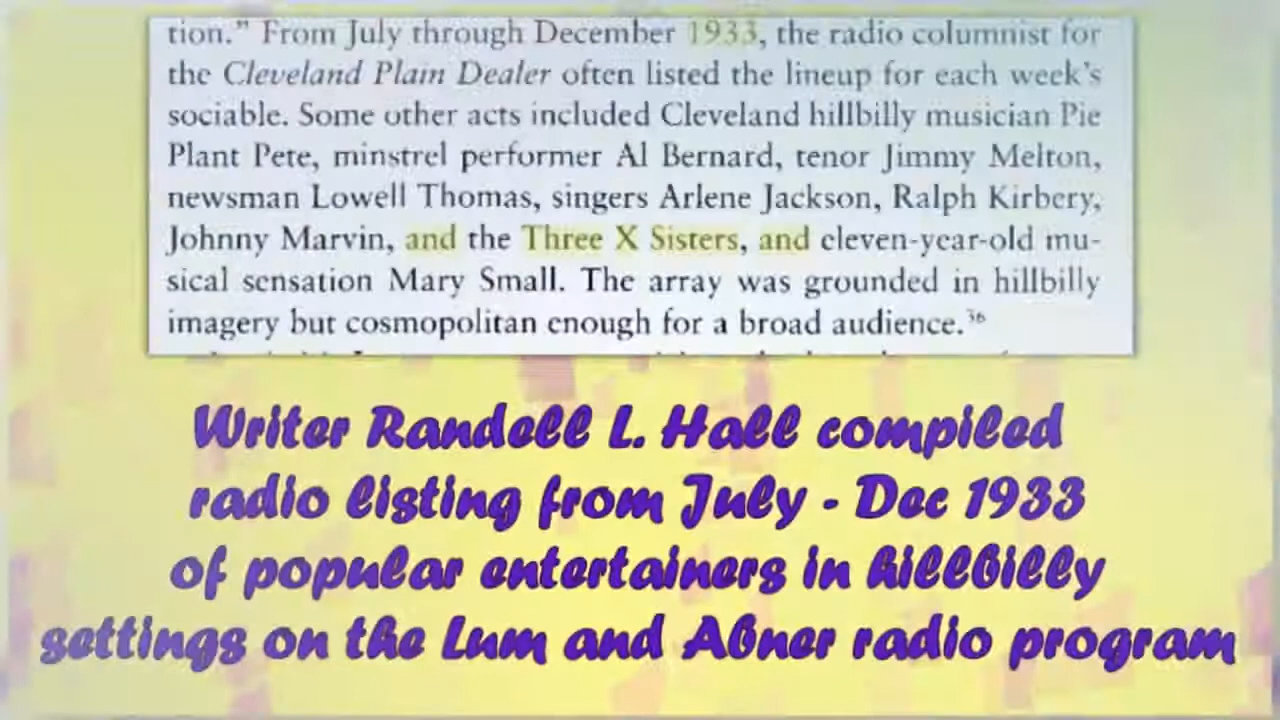 tion.” From July through December 1933, the radio columnist for
the Cleveland Plain Dealer often listed the lineup for each week’s
sociable. Some other acts included Cleveland hillbilly musician Pie
Plant Pete, minstrel performer Al Bernard, tenor Jimmy Melton,
newsman Lowell Thomas, singers Arlene Jackson, Ralph Kirbery,
Johnny Marvin, and the Three X Sisters, and eleven-year-old mu-
sical sensation Mary Small. The array was grounded in hillbilly
imagery but cosmopolitan enough for a broad audience.36
Writer Randell L. Hall compiled
radio listing from July - Dec 1933
of popular entertainers in hillbilly
settings on the Lum and Abner radio program